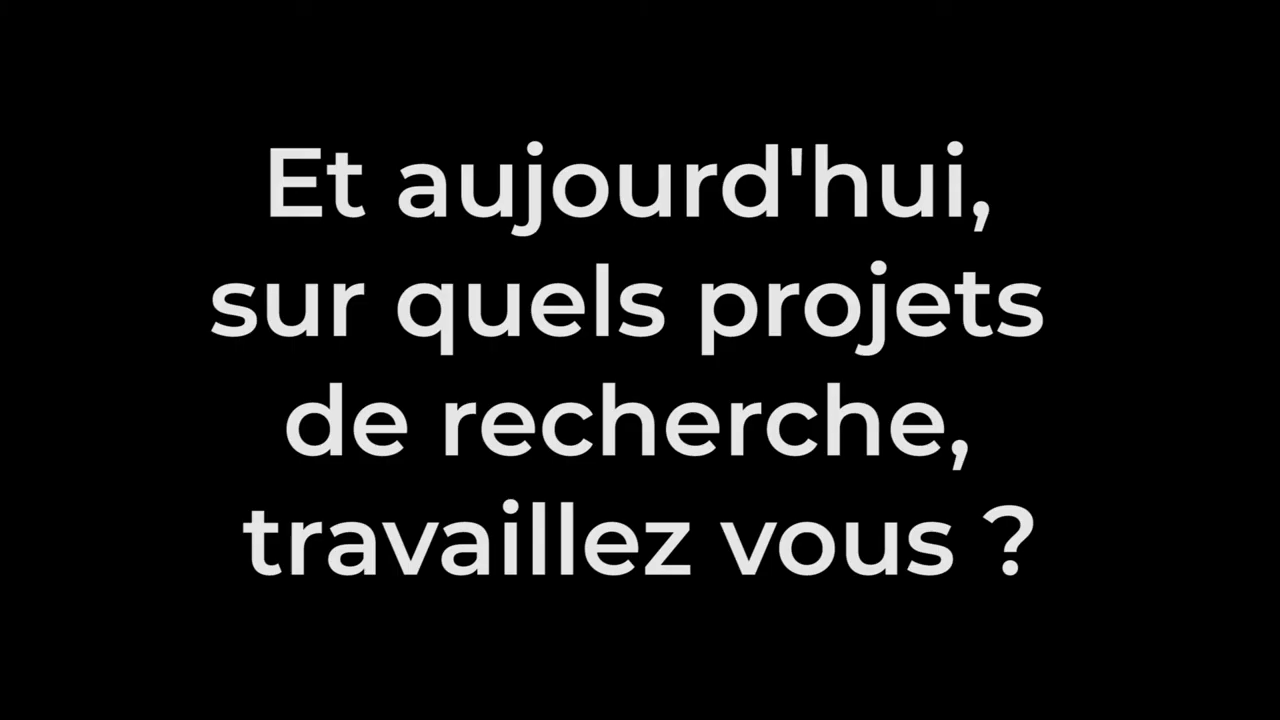 Et aujourd'hui,
sur quels projets
de recherche,
travaillez vous ?